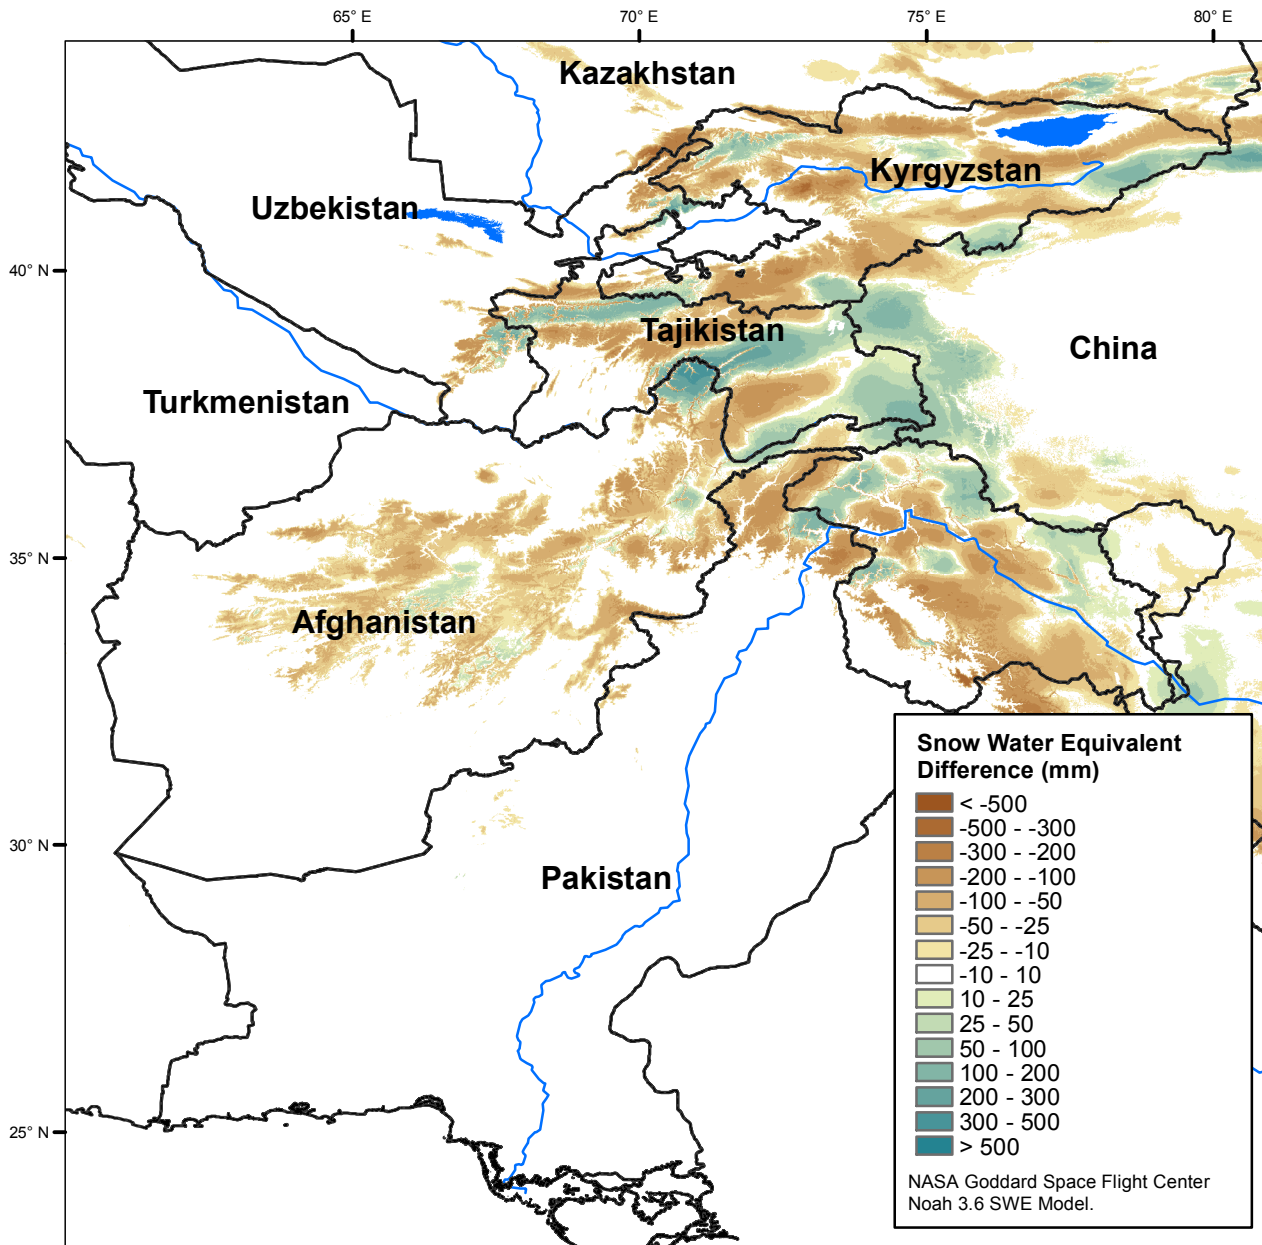 65° E
70° E
75° E
80° E
Kazakhstan
Kyrgyzstan
Uzbekistan
40° N
Tajikistan
China
Turkmenistan
35° N
Afghanistan
30° N
Pakistan
25° N
Snow Water Equivalent
Difference (mm)
< -500
-500 - -300
-300 - -200
-200 - -100
-100 - -50
-50 - -25
-25 - -10
-10 - 10
10 - 25
25 - 50
50 - 100
100 - 200
200 - 300
300 - 500
> 500
NASA Goddard Space Flight Center
Noah 3.6 SWE Model.